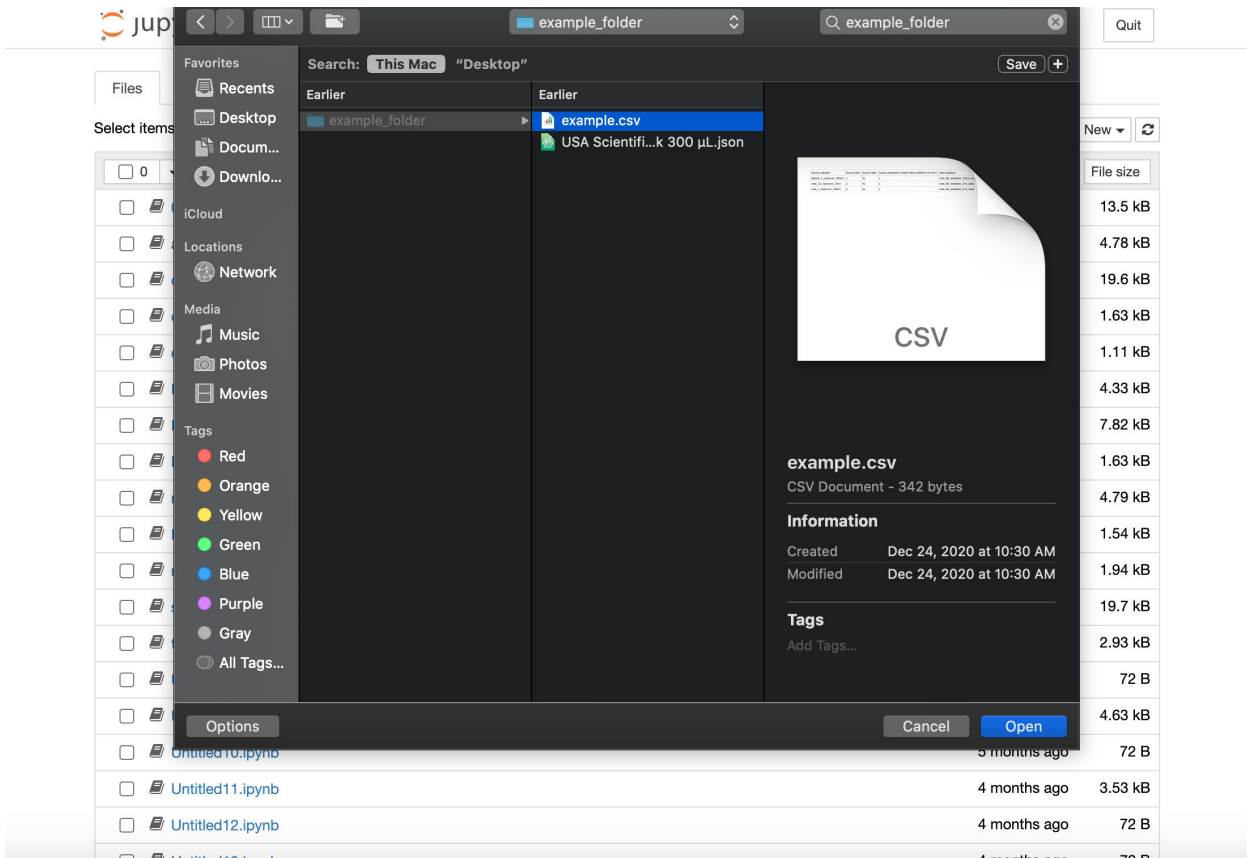 jupy
example_folder
example_folder
Quit
Favorites
Recents
Desktop
Docum...
Downlo...
iCloud
Locations
Network
Media
Music
Photos
Movies
Tags
Red
Orange
Yellow
Green
Blue
Purple
Gray
All Tags...
Search: This Mac “Desktop”
Save +
Earlier
example_folder
Earlier
example.csv
USA Scientifi...k 300 µL.json
CSV
example.csv
CSV Document - 342 bytes
Information
Created Dec 24, 2020 at 10:30 AM
Modified Dec 24, 2020 at 10:30 AM
Tags
Add Tags...
Options
Cancel
Open
Files
Select items
New
0
File size
13.5 kB
4.78 kB
19.6 kB
1.63 kB
1.11 kB
4.33 kB
7.82 kB
1.63 kB
4.79 kB
1.54 kB
1.94 kB
19.7 kB
2.93 kB
72 B
4.63 kB
Untitled10.ipynb 5 months ago 72 B
Untitled11.ipynb 4 months ago 3.53 kB
Untitled12.ipynb 4 months ago 72 B